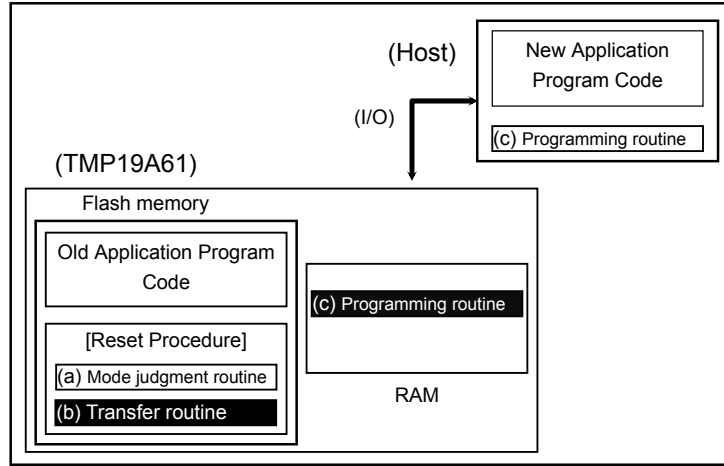 (Host)
New Application
Program Code
(c) Programming routine
(I/O)
(TMP19A61)
Flash memory
Old Application Program
Code
[Reset Procedure]
(a) Mode judgment routine
(b) Transfer routine
(c) Programming routine
RAM